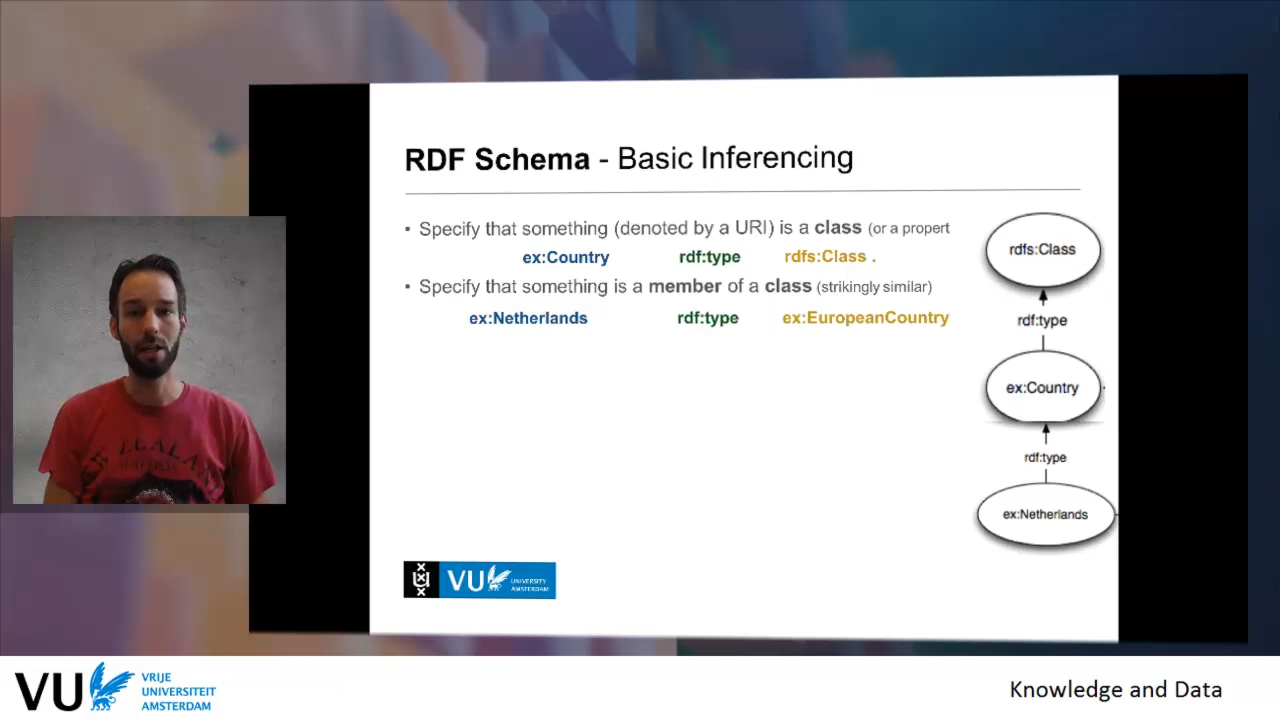 RDF Schema - Basic Inferencing
▪ Specify that something (denoted by a URI) is a class (or a propert
ex:Country rdf:type rdfs:Class .
▪ Specify that something is a member of a class (strikingly similar)
ex:Netherlands rdf:type ex:EuropeanCountry
rdfs:Class
rdf:type
ex:Country
rdf:type
ex:Netherlands
VU UNIVERSITY
AMSTERDAM
VU VRIJE
UNIVERSITEIT
AMSTERDAM
Knowledge and Data